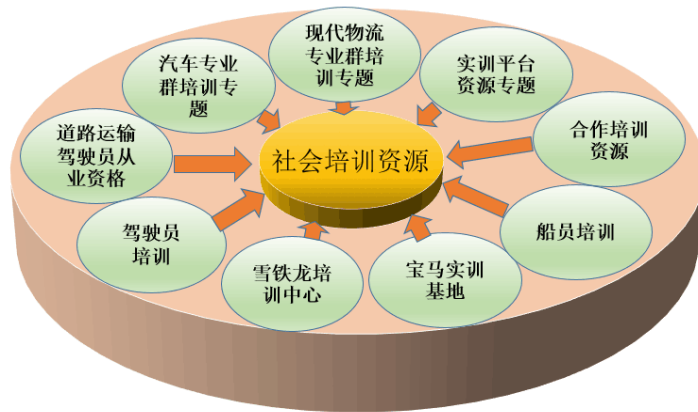 现代物流
专业群培
训专题
汽车专业
群培训专
题
实训平台
资源专题
道路运输
驾驶员从
业资格
合作培训
资源
社会培训资源
驾驶员
培训
船员培训
雪铁龙培
训中心
宝马实训
基地